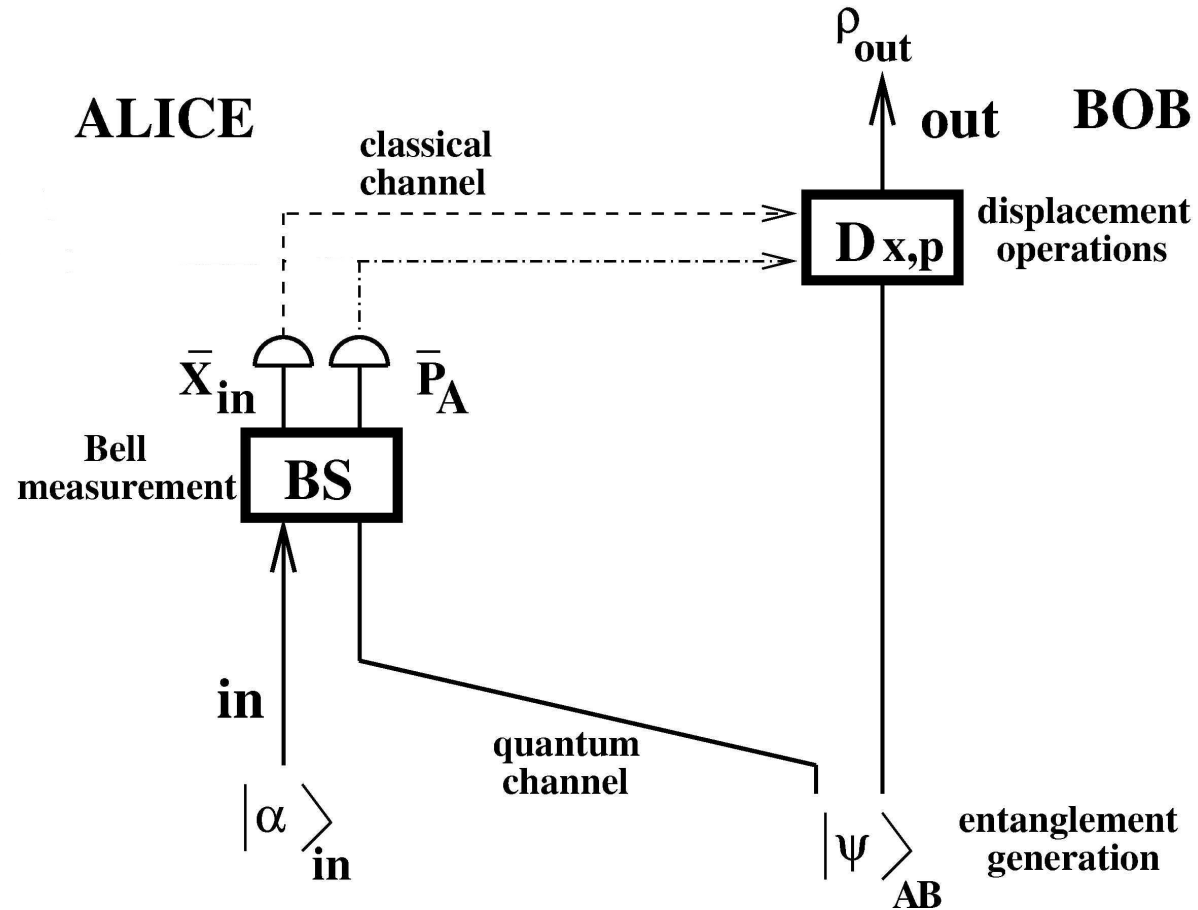 ρout
ALICE
out
BOB
classical
channel
D x,p
displacement
operations
X̄in
P̄A
Bell
measurement
BS
in
quantum
channel
|α⟩in
|ψ⟩AB
entanglement
generation